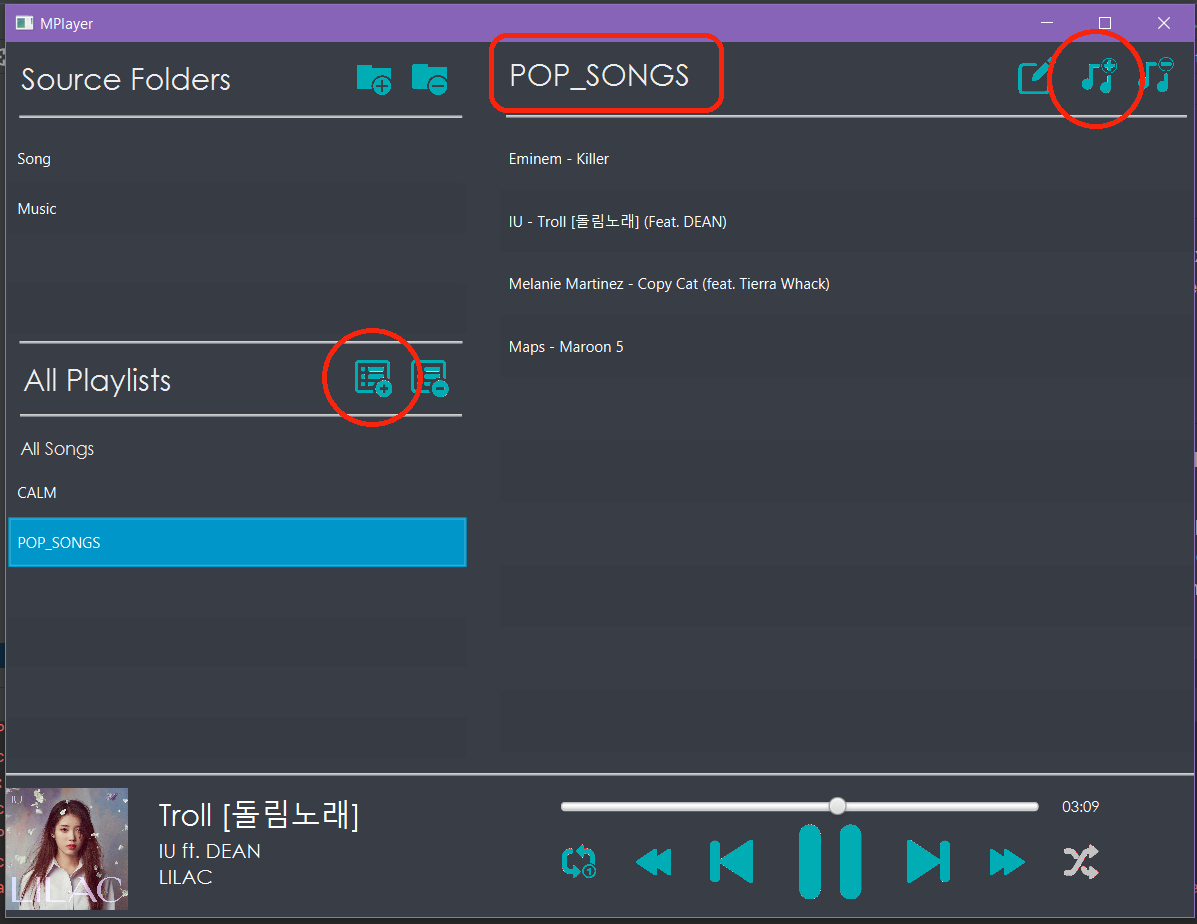 MPlayer
Source Folders
Song
Music
All Playlists
All Songs
CALM
POP_SONGS
POP_SONGS
Eminem - Killer
IU - Troll [돌림노래] (Feat. DEAN)
Melanie Martinez - Copy Cat (feat. Tierra Whack)
Maps - Maroon 5
IU
LILAC
Troll [돌림노래]
IU ft. DEAN
LILAC
03:09
1